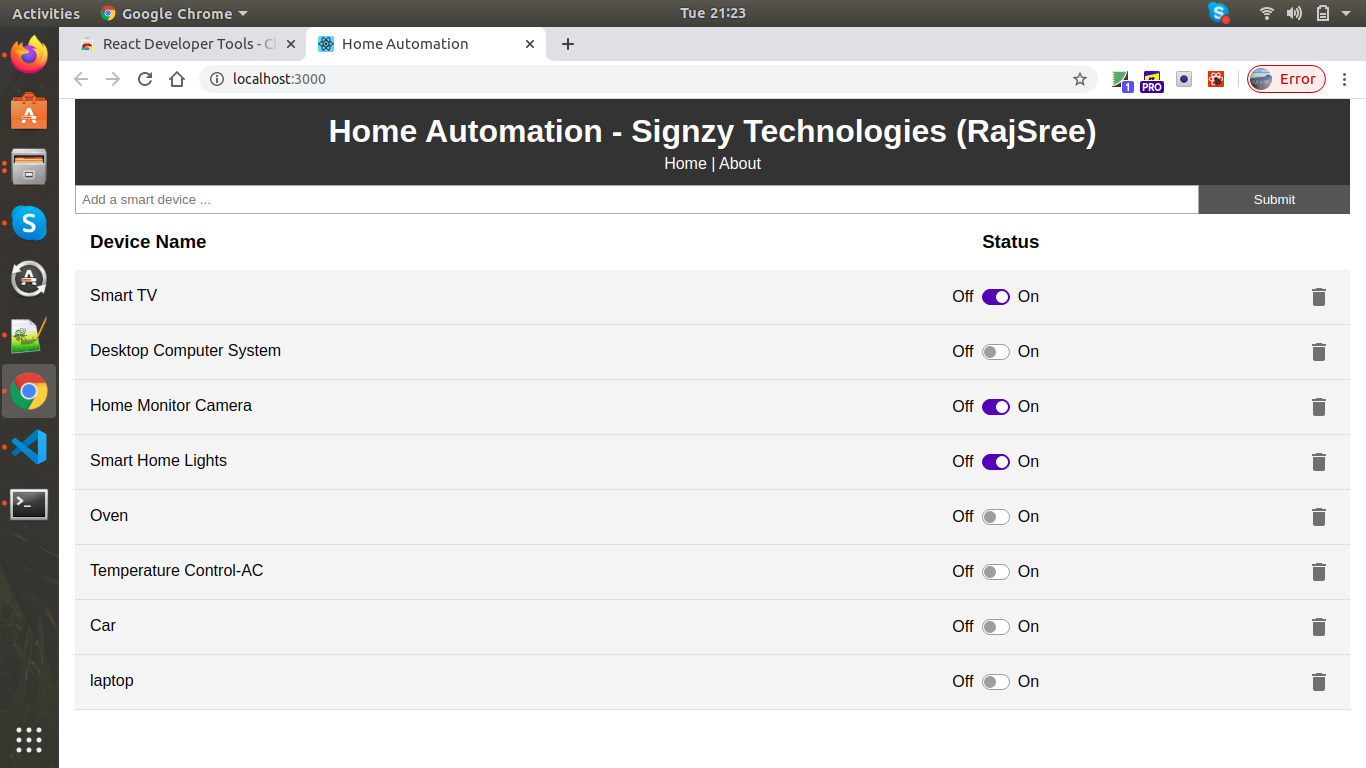 Activities Google Chrome Tue 21:23
React Developer Tools - Ch Home Automation
localhost:3000 1 PRO Error
Home Automation - Signzy Technologies (RajSree)
Home | About
Add a smart device ... Submit
Device Name Status
Smart TV Off On
Desktop Computer System Off On
Home Monitor Camera Off On
Smart Home Lights Off On
Oven Off On
Temperature Control-AC Off On
Car Off On
laptop Off On